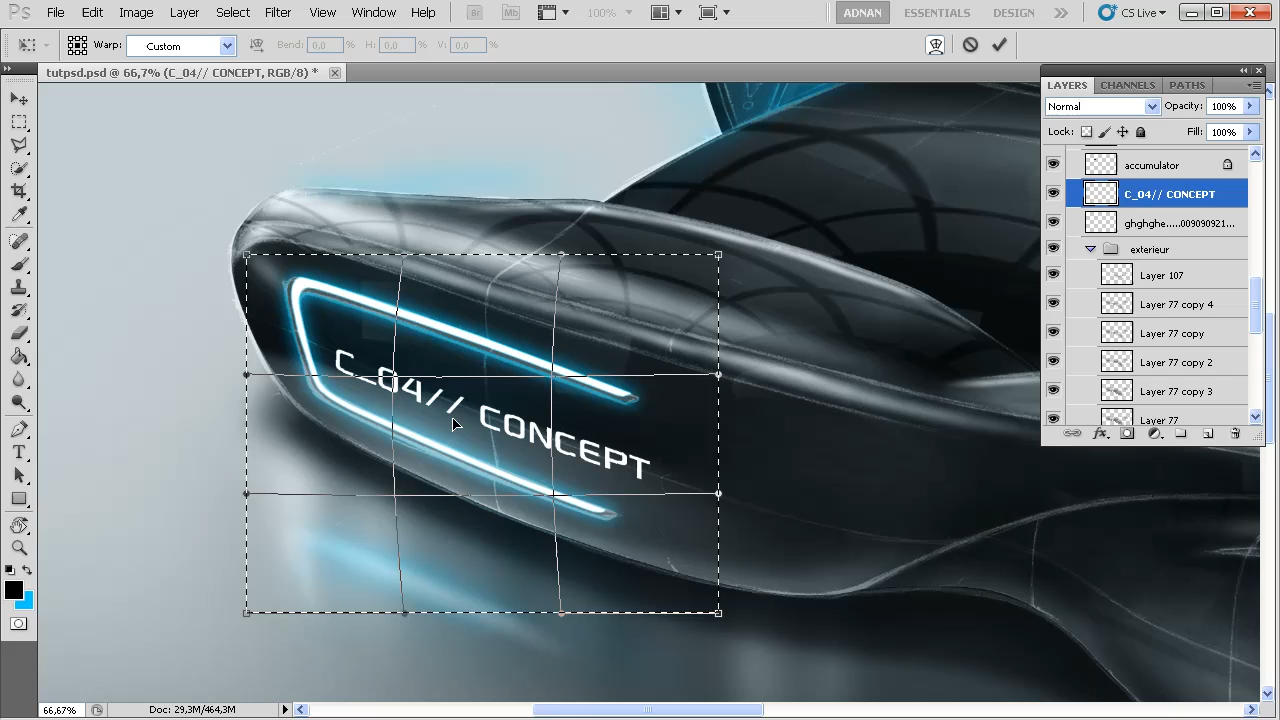 PS File Edit Image Layer Select Filter View Window Help Br Mb 100% ADNAN ESSENTIALS DESIGN CS Live
Warp: Custom Bend: 0,0 % H: 0,0 % V: 0,0 %
tutpsd.psd @ 66,7% (C_04// CONCEPT, RGB/8) *
LAYERS CHANNELS PATHS
Normal Opacity: 100%
Lock: Fill: 100%
accumulator
C_04// CONCEPT
ghghghe......009090921...
exterieur
Layer 107
Layer 77 copy 4
Layer 77 copy
Layer 77 copy 2
Layer 77 copy 3
Layer 77
C_04// CONCEPT
66,67% Doc: 29,3M/464,3M